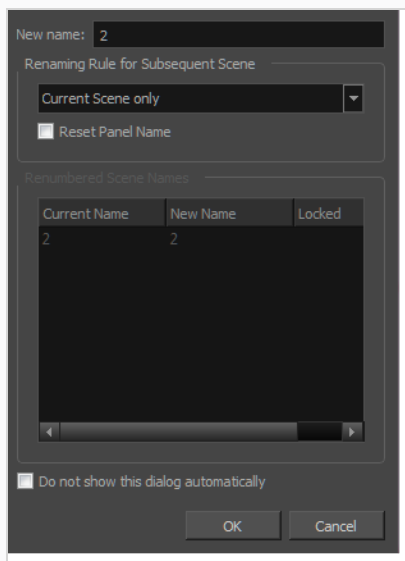 New name: 2
Renaming Rule for Subsequent Scene
Current Scene only
Reset Panel Name
Renumbered Scene Names
Current Name New Name Locked
2 2
Do not show this dialog automatically
OK Cancel